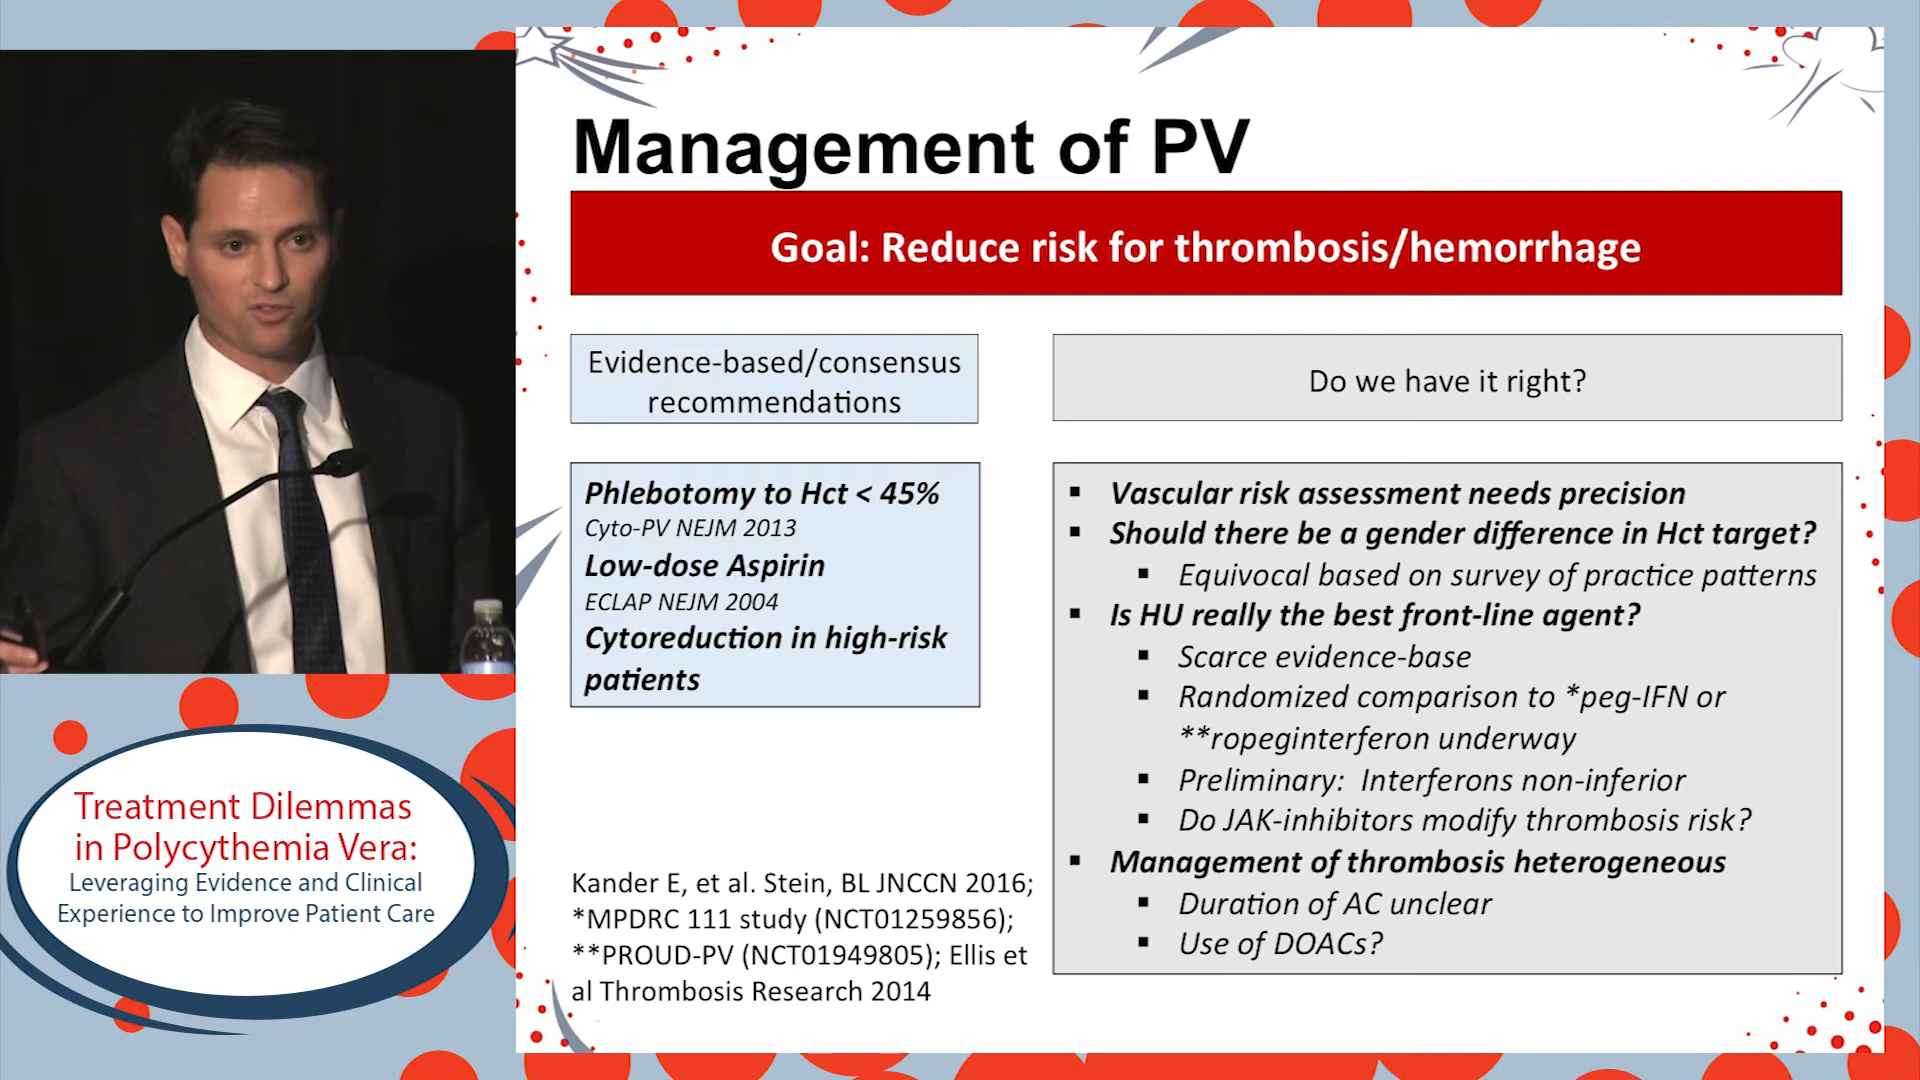 Management of PV
Goal: Reduce risk for thrombosis/hemorrhage
Evidence-based/consensus
recommendations
Phlebotomy to Hct < 45%
Cyto-PV NEJM 2013
Low-dose Aspirin
ECLAP NEJM 2004
Cytoreduction in high-risk
patients
Do we have it right?
▪ Vascular risk assessment needs precision
▪ Should there be a gender difference in Hct target?
▪ Equivocal based on survey of practice patterns
▪ Is HU really the best front-line agent?
▪ Scarce evidence-base
▪ Randomized comparison to *peg-IFN or
**ropeginterferon underway
▪ Preliminary: Interferons non-inferior
▪ Do JAK-inhibitors modify thrombosis risk?
▪ Management of thrombosis heterogeneous
▪ Duration of AC unclear
▪ Use of DOACs?
Kander E, et al. Stein, BL JNCCN 2016;
*MPDRC 111 study (NCT01259856);
**PROUD-PV (NCT01949805); Ellis et
al Thrombosis Research 2014
Treatment Dilemmas
in Polycythemia Vera:
Leveraging Evidence and Clinical
Experience to Improve Patient Care